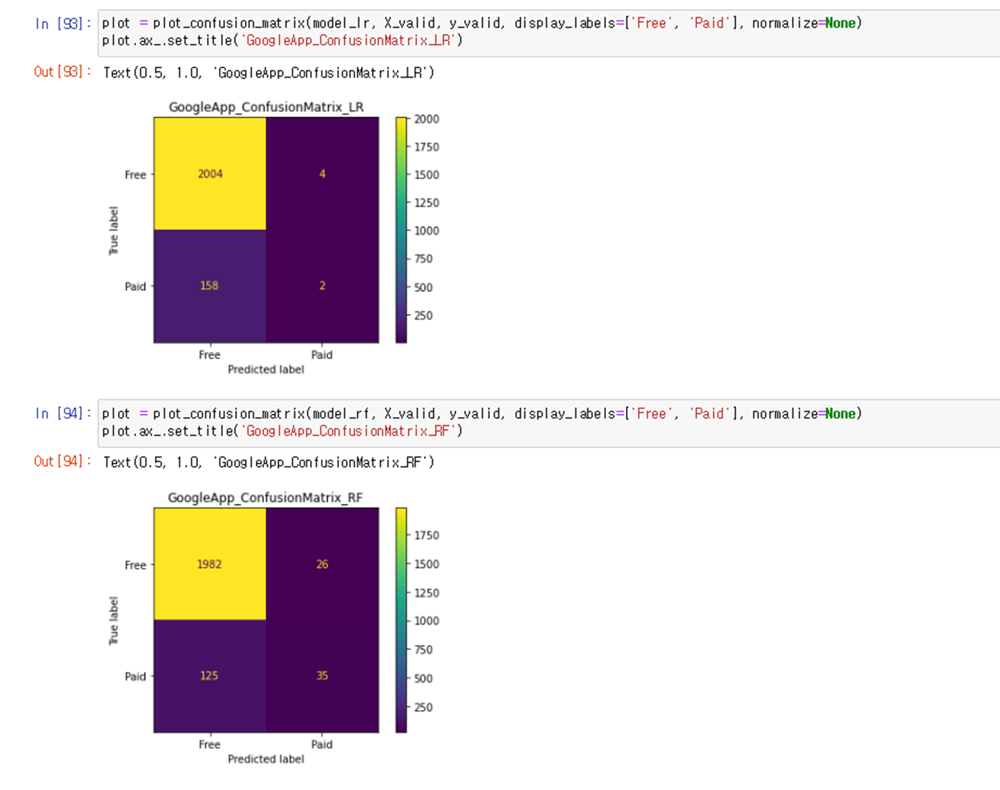 In [93]: plot = plot_confusion_matrix(model_lr, X_valid, y_valid, display_labels=['Free', 'Paid'], normalize=None)
plot.ax_.set_title('GoogleApp_ConfusionMatrix_LR')
Out[93]: Text(0.5, 1.0, 'GoogleApp_ConfusionMatrix_LR')
GoogleApp_ConfusionMatrix_LR
2000
1750
1500
1250
1000
750
500
250
True label
Free
2004
4
Paid
158
2
Free
Paid
Predicted label
In [94]: plot = plot_confusion_matrix(model_rf, X_valid, y_valid, display_labels=['Free', 'Paid'], normalize=None)
plot.ax_.set_title('GoogleApp_ConfusionMatrix_RF')
Out[94]: Text(0.5, 1.0, 'GoogleApp_ConfusionMatrix_RF')
GoogleApp_ConfusionMatrix_RF
1750
1500
1250
1000
750
500
250
True label
Free
1982
26
Paid
125
35
Free
Paid
Predicted label